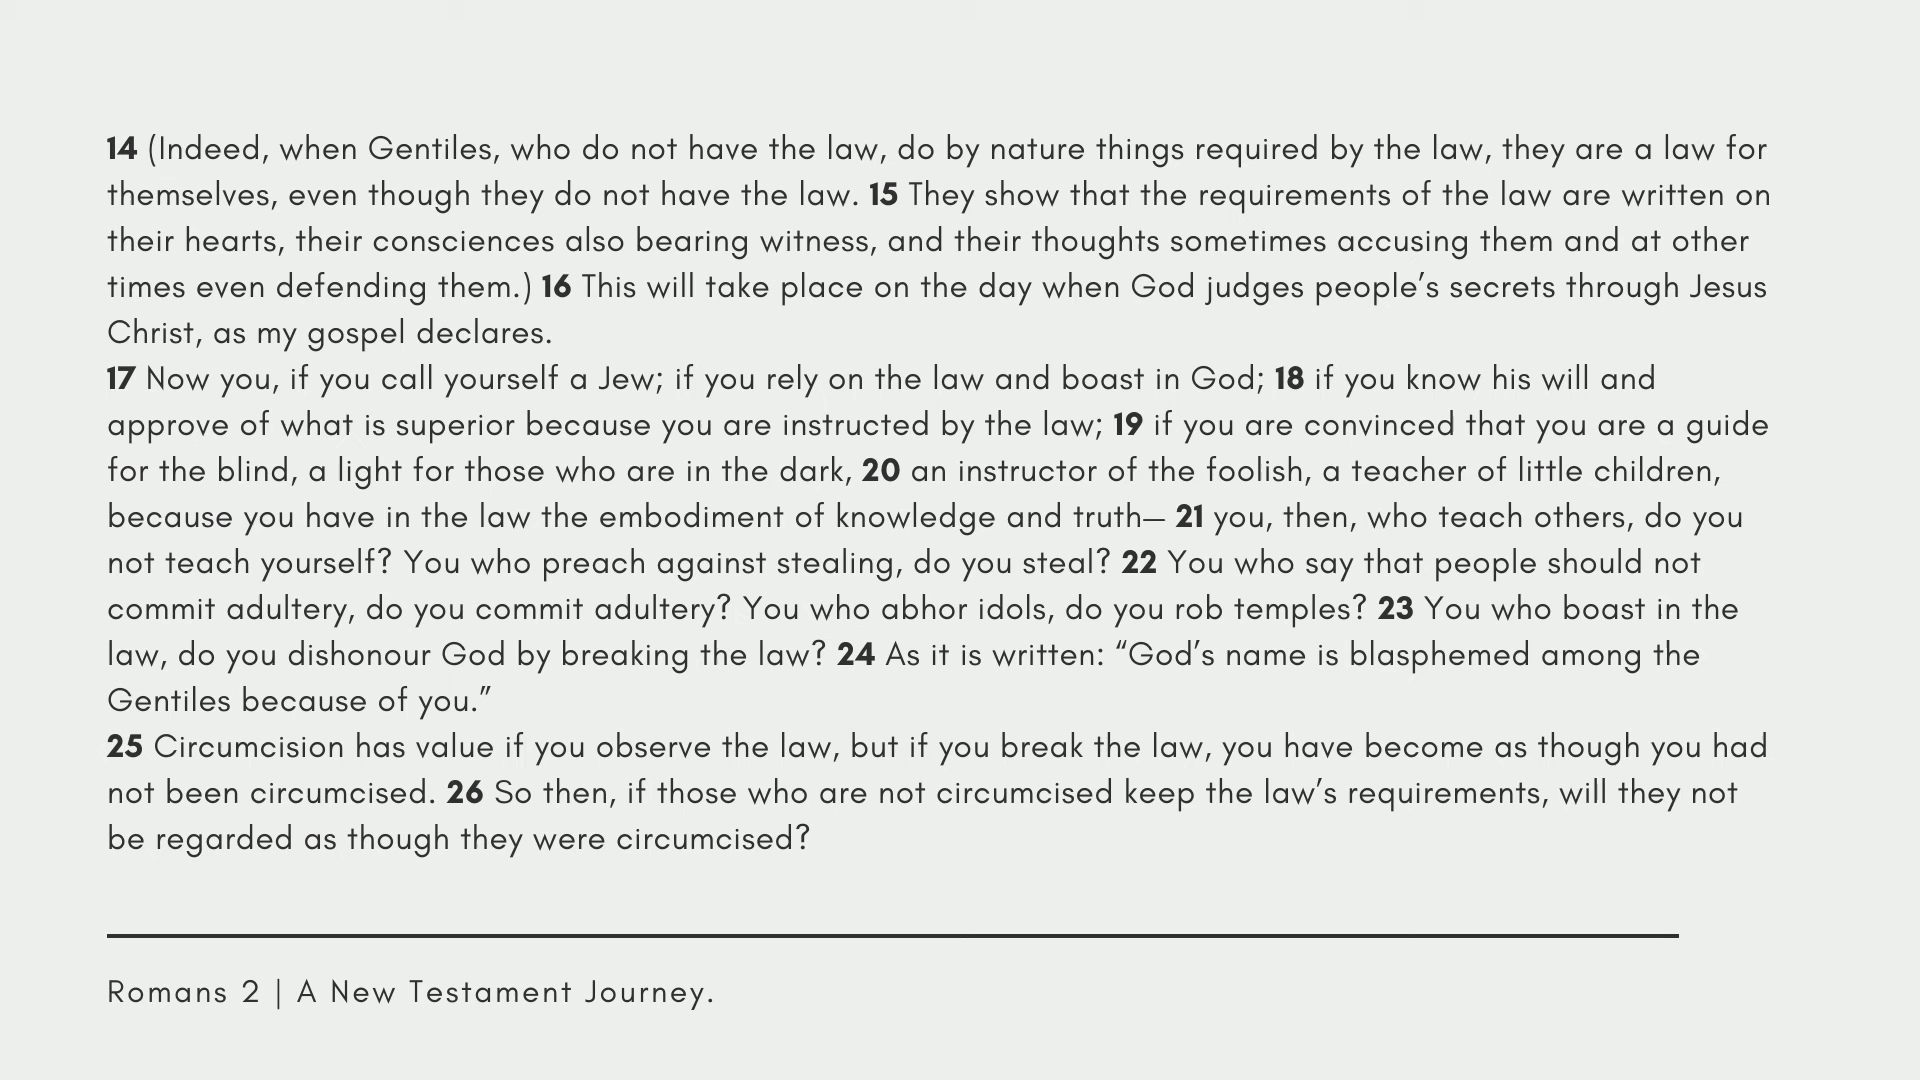 14 (Indeed, when Gentiles, who do not have the law, do by nature things required by the law, they are a law for
themselves, even though they do not have the law. 15 They show that the requirements of the law are written on
their hearts, their consciences also bearing witness, and their thoughts sometimes accusing them and at other
times even defending them.) 16 This will take place on the day when God judges people’s secrets through Jesus
Christ, as my gospel declares.
17 Now you, if you call yourself a Jew; if you rely on the law and boast in God; 18 if you know his will and
approve of what is superior because you are instructed by the law; 19 if you are convinced that you are a guide
for the blind, a light for those who are in the dark, 20 an instructor of the foolish, a teacher of little children,
because you have in the law the embodiment of knowledge and truth— 21 you, then, who teach others, do you
not teach yourself? You who preach against stealing, do you steal? 22 You who say that people should not
commit adultery, do you commit adultery? You who abhor idols, do you rob temples? 23 You who boast in the
law, do you dishonour God by breaking the law? 24 As it is written: “God’s name is blasphemed among the
Gentiles because of you.”
25 Circumcision has value if you observe the law, but if you break the law, you have become as though you had
not been circumcised. 26 So then, if those who are not circumcised keep the law’s requirements, will they not
be regarded as though they were circumcised?
Romans 2 | A New Testament Journey.